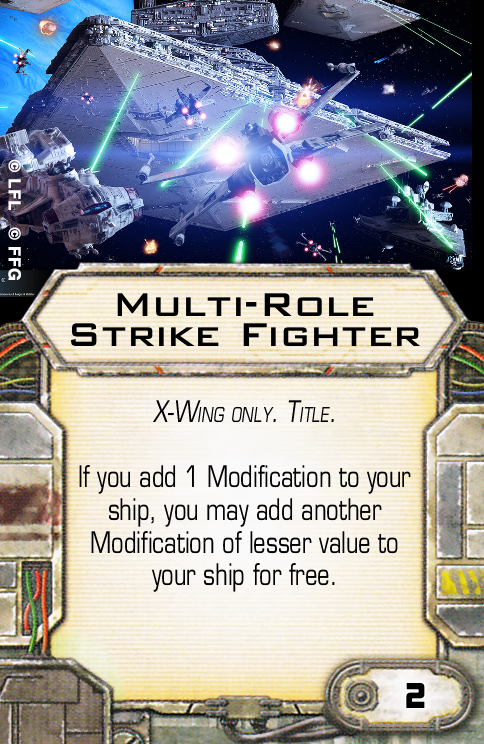 © LFL © FFG
Multi-Role
Strike Fighter
X-Wing only. Title.
If you add 1 Modification to your
ship, you may add another
Modification of lesser value to
your ship for free.
2